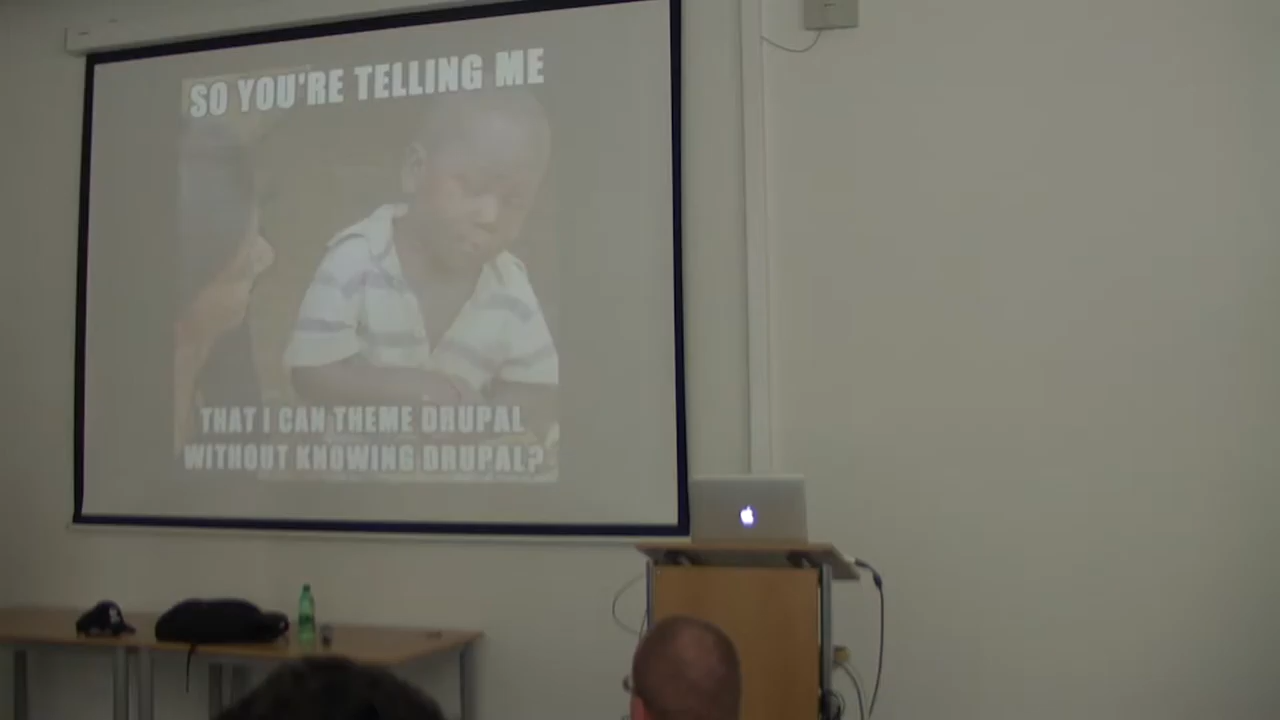 SO YOU'RE TELLING ME
THAT I CAN THEME DRUPAL
WITHOUT KNOWING DRUPAL?